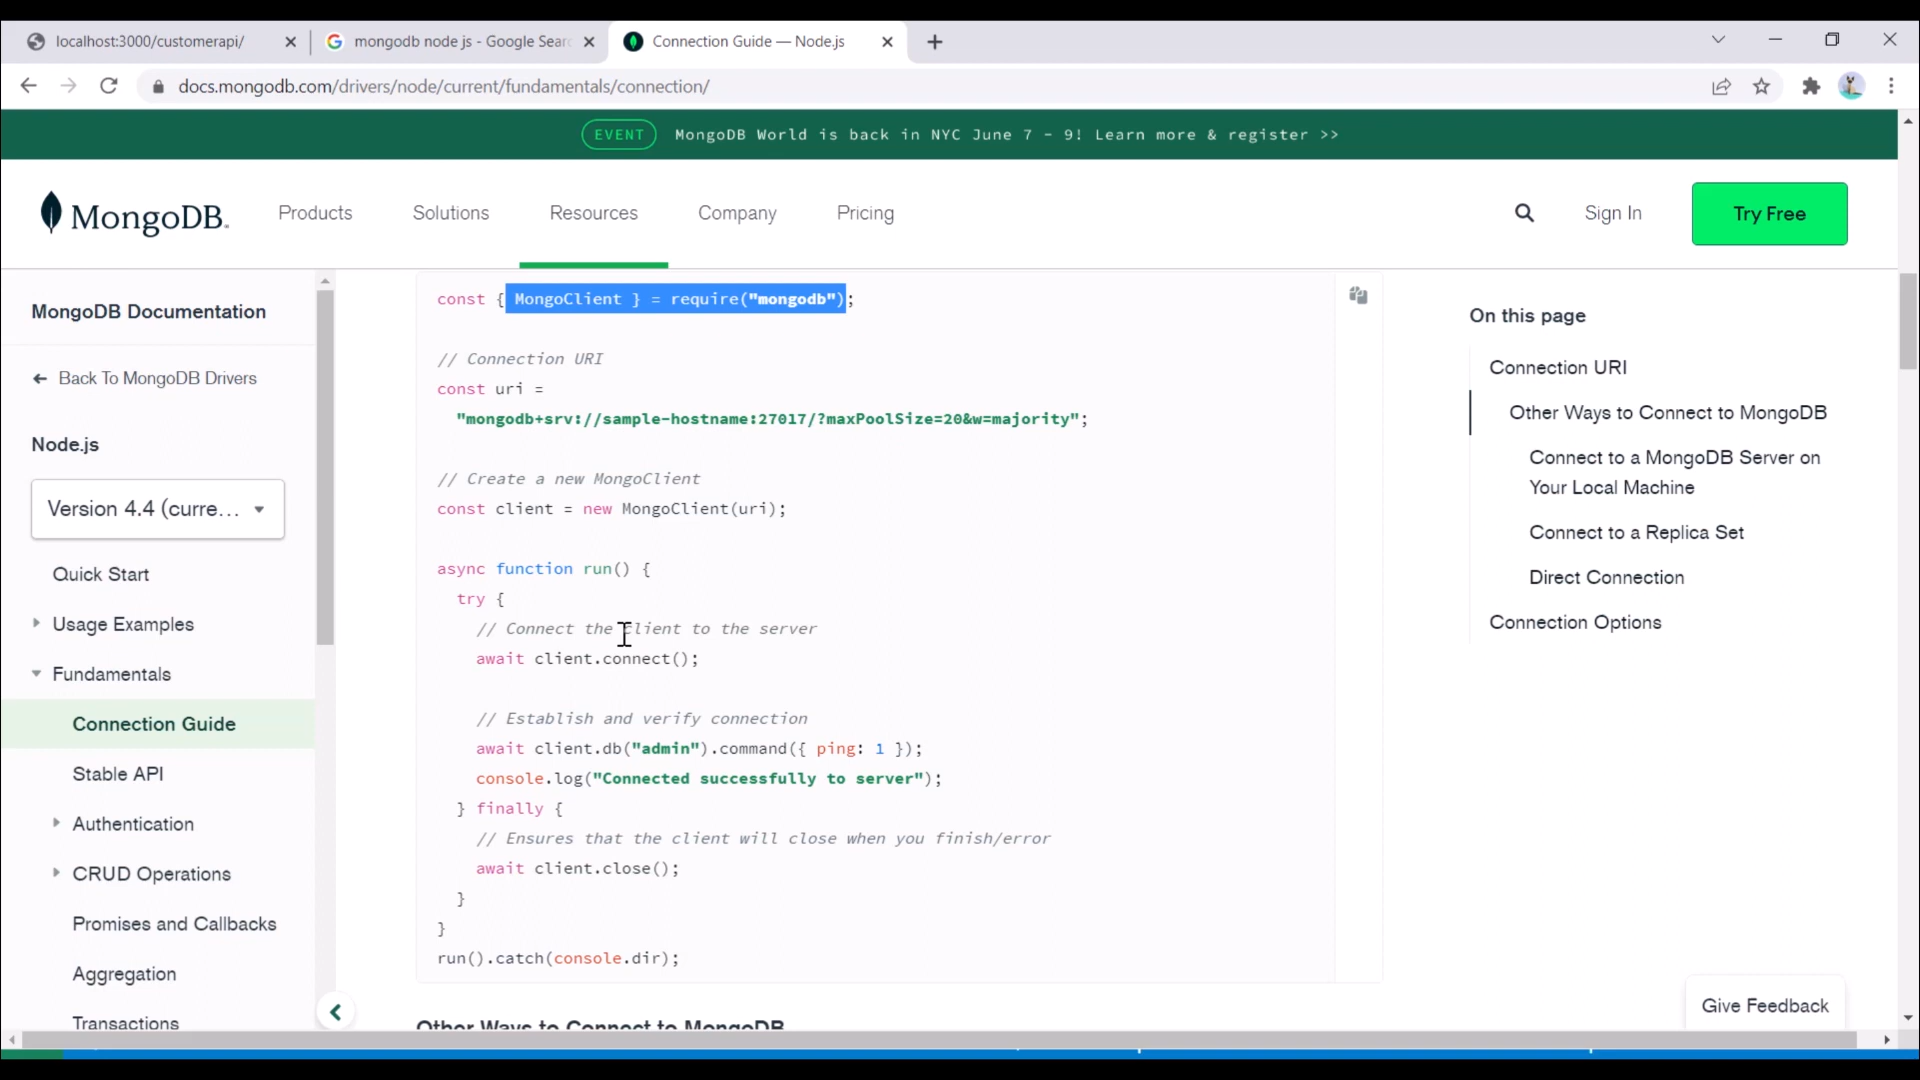 localhost:3000/customerapi/
mongodb node js - Google Sear
Connection Guide — Node.js
docs.mongodb.com/drivers/node/current/fundamentals/connection/
EVENT MongoDB World is back in NYC June 7 - 9! Learn more & register >>
MongoDB.
Products
Solutions
Resources
Company
Pricing
Sign In
Try Free
MongoDB Documentation
Back To MongoDB Drivers
Node.js
Version 4.4 (curre...
Quick Start
Usage Examples
Fundamentals
Connection Guide
Stable API
Authentication
CRUD Operations
Promises and Callbacks
Aggregation
Transactions
const { MongoClient } = require("mongodb");
// Connection URI
const uri =
"mongodb+srv://sample-hostname:27017/?maxPoolSize=20&w=majority";
// Create a new MongoClient
const client = new MongoClient(uri);
async function run() {
try {
// Connect the client to the server
await client.connect();
// Establish and verify connection
await client.db("admin").command({ ping: 1 });
console.log("Connected successfully to server");
} finally {
// Ensures that the client will close when you finish/error
await client.close();
}
}
run().catch(console.dir);
Other Ways to Connect to MongoDB
On this page
Connection URI
Other Ways to Connect to MongoDB
Connect to a MongoDB Server on
Your Local Machine
Connect to a Replica Set
Direct Connection
Connection Options
Give Feedback